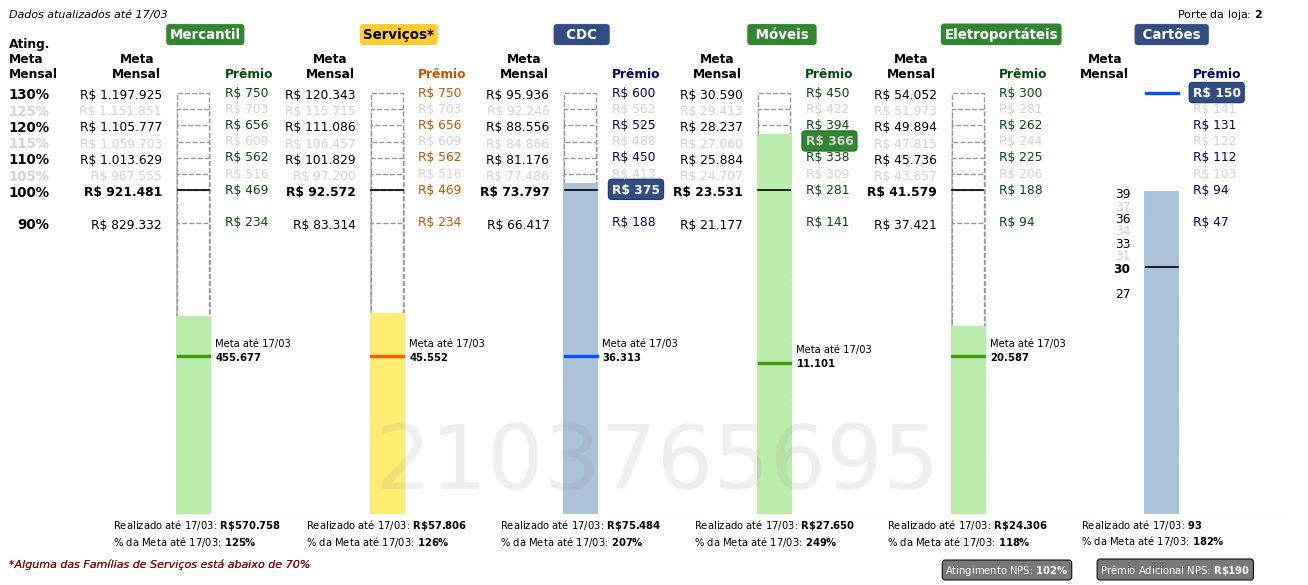 Dados atualizados até 17/03
Porte da loja: 2
Mercantil Serviços* CDC Móveis Eletroportáteis Cartões
Ating. Meta Mensal
Meta Mensal Prêmio Meta Mensal Prêmio Meta Mensal Prêmio Meta Mensal Prêmio Meta Mensal Prêmio Meta Mensal Prêmio
130% R$ 1.197.925 R$ 750 R$ 120.343 R$ 750 R$ 95.936 R$ 600 R$ 30.590 R$ 450 R$ 54.052 R$ 300 R$ 150
125% R$ 1.151.851 R$ 703 R$ 115.715 R$ 703 R$ 92.246 R$ 562 R$ 29.413 R$ 422 R$ 51.973 R$ 281 R$ 141
120% R$ 1.105.777 R$ 656 R$ 111.086 R$ 656 R$ 88.556 R$ 525 R$ 28.237 R$ 394 R$ 49.894 R$ 262 R$ 131
115% R$ 1.059.703 R$ 609 R$ 106.457 R$ 609 R$ 84.866 R$ 488 R$ 27.060 R$ 366 R$ 47.815 R$ 244 R$ 122
110% R$ 1.013.629 R$ 562 R$ 101.829 R$ 562 R$ 81.176 R$ 450 R$ 25.884 R$ 338 R$ 45.736 R$ 225 R$ 112
105% R$ 967.555 R$ 516 R$ 97.200 R$ 516 R$ 77.486 R$ 413 R$ 24.707 R$ 309 R$ 43.657 R$ 206 R$ 103
100% R$ 921.481 R$ 469 R$ 92.572 R$ 469 R$ 73.797 R$ 375 R$ 23.531 R$ 281 R$ 41.579 R$ 188 39 R$ 94
37
90% R$ 829.332 R$ 234 R$ 83.314 R$ 234 R$ 66.417 R$ 188 R$ 21.177 R$ 141 R$ 37.421 R$ 94 36 R$ 47
34
33
31
30
27
Meta até 17/03 Meta até 17/03 Meta até 17/03 Meta até 17/03 Meta até 17/03
455.677 45.552 36.313 11.101 20.587
2103765695
Realizado até 17/03: R$570.758 Realizado até 17/03: R$57.806 Realizado até 17/03: R$75.484 Realizado até 17/03: R$27.650 Realizado até 17/03: R$24.306 Realizado até 17/03: 93
% da Meta até 17/03: 125% % da Meta até 17/03: 126% % da Meta até 17/03: 207% % da Meta até 17/03: 249% % da Meta até 17/03: 118% % da Meta até 17/03: 182%
*Alguma das Famílias de Serviços está abaixo de 70%
Atingimento NPS: 102% Prêmio Adicional NPS: R$190